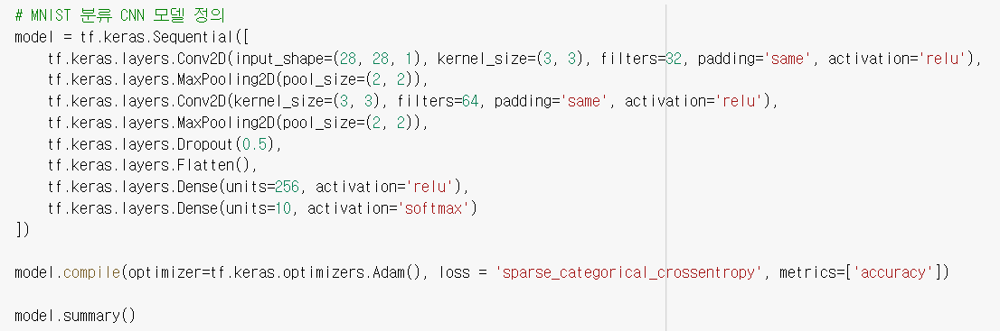 # MNIST 분류 CNN 모델 정의
model = tf.keras.Sequential([
    tf.keras.layers.Conv2D(input_shape=(28, 28, 1), kernel_size=(3, 3), filters=32, padding='same', activation='relu'),
    tf.keras.layers.MaxPooling2D(pool_size=(2, 2)),
    tf.keras.layers.Conv2D(kernel_size=(3, 3), filters=64, padding='same', activation='relu'),
    tf.keras.layers.MaxPooling2D(pool_size=(2, 2)),
    tf.keras.layers.Dropout(0.5),
    tf.keras.layers.Flatten(),
    tf.keras.layers.Dense(units=256, activation='relu'),
    tf.keras.layers.Dense(units=10, activation='softmax')
])
model.compile(optimizer=tf.keras.optimizers.Adam(), loss = 'sparse_categorical_crossentropy', metrics=['accuracy'])
model.summary()